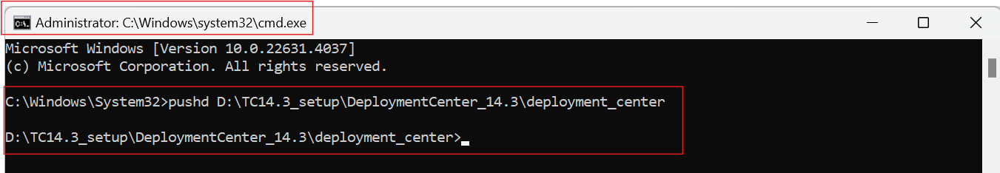 Administrator: C:\Windows\system32\cmd.exe
Microsoft Windows [Version 10.0.22631.4037]
(c) Microsoft Corporation. All rights reserved.
C:\Windows\System32>pushd D:\TC14.3_setup\DeploymentCenter_14.3\deployment_center
D:\TC14.3_setup\DeploymentCenter_14.3\deployment_center>